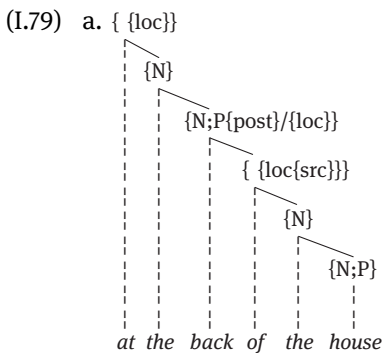 (I.79) a. { {loc}}
{N}
{N;P{post}/{loc}}
{ {loc{src}}}
{N}
{N;P}
at the back of the house